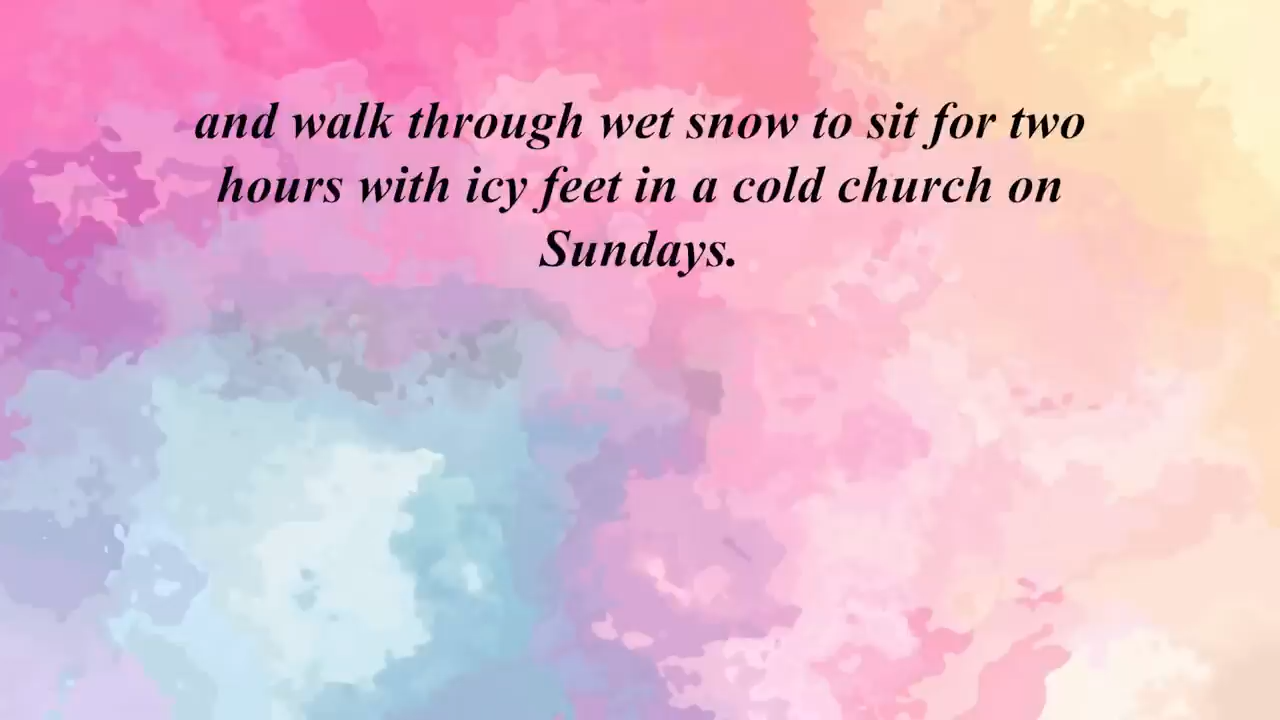 and walk through wet snow to sit for two
hours with icy feet in a cold church on
Sundays.